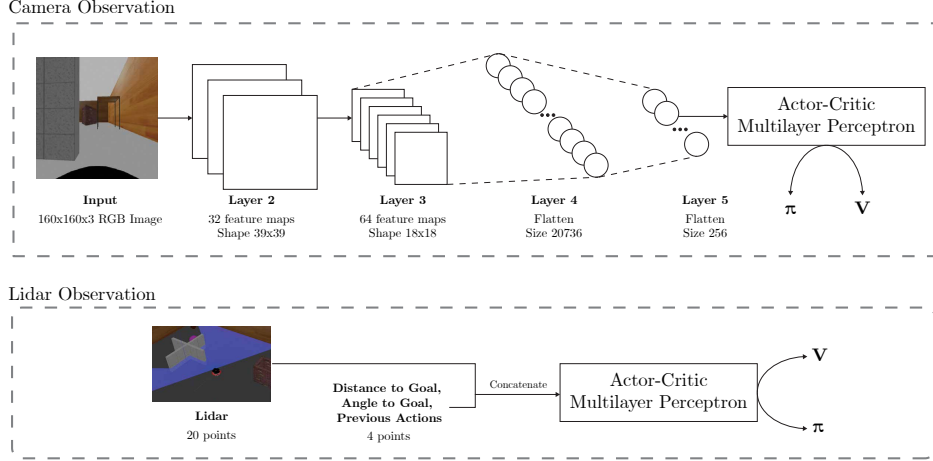 Camera Observation
Input
160x160x3 RGB Image
Layer 2
32 feature maps
Shape 39x39
Layer 3
64 feature maps
Shape 18x18
...
Layer 4
Flatten
Size 20736
...
Layer 5
Flatten
Size 256
Actor-Critic
Multilayer Perceptron
π
V
Lidar Observation
Lidar
20 points
Distance to Goal,
Angle to Goal,
Previous Actions
4 points
Concatenate
Actor-Critic
Multilayer Perceptron
V
π